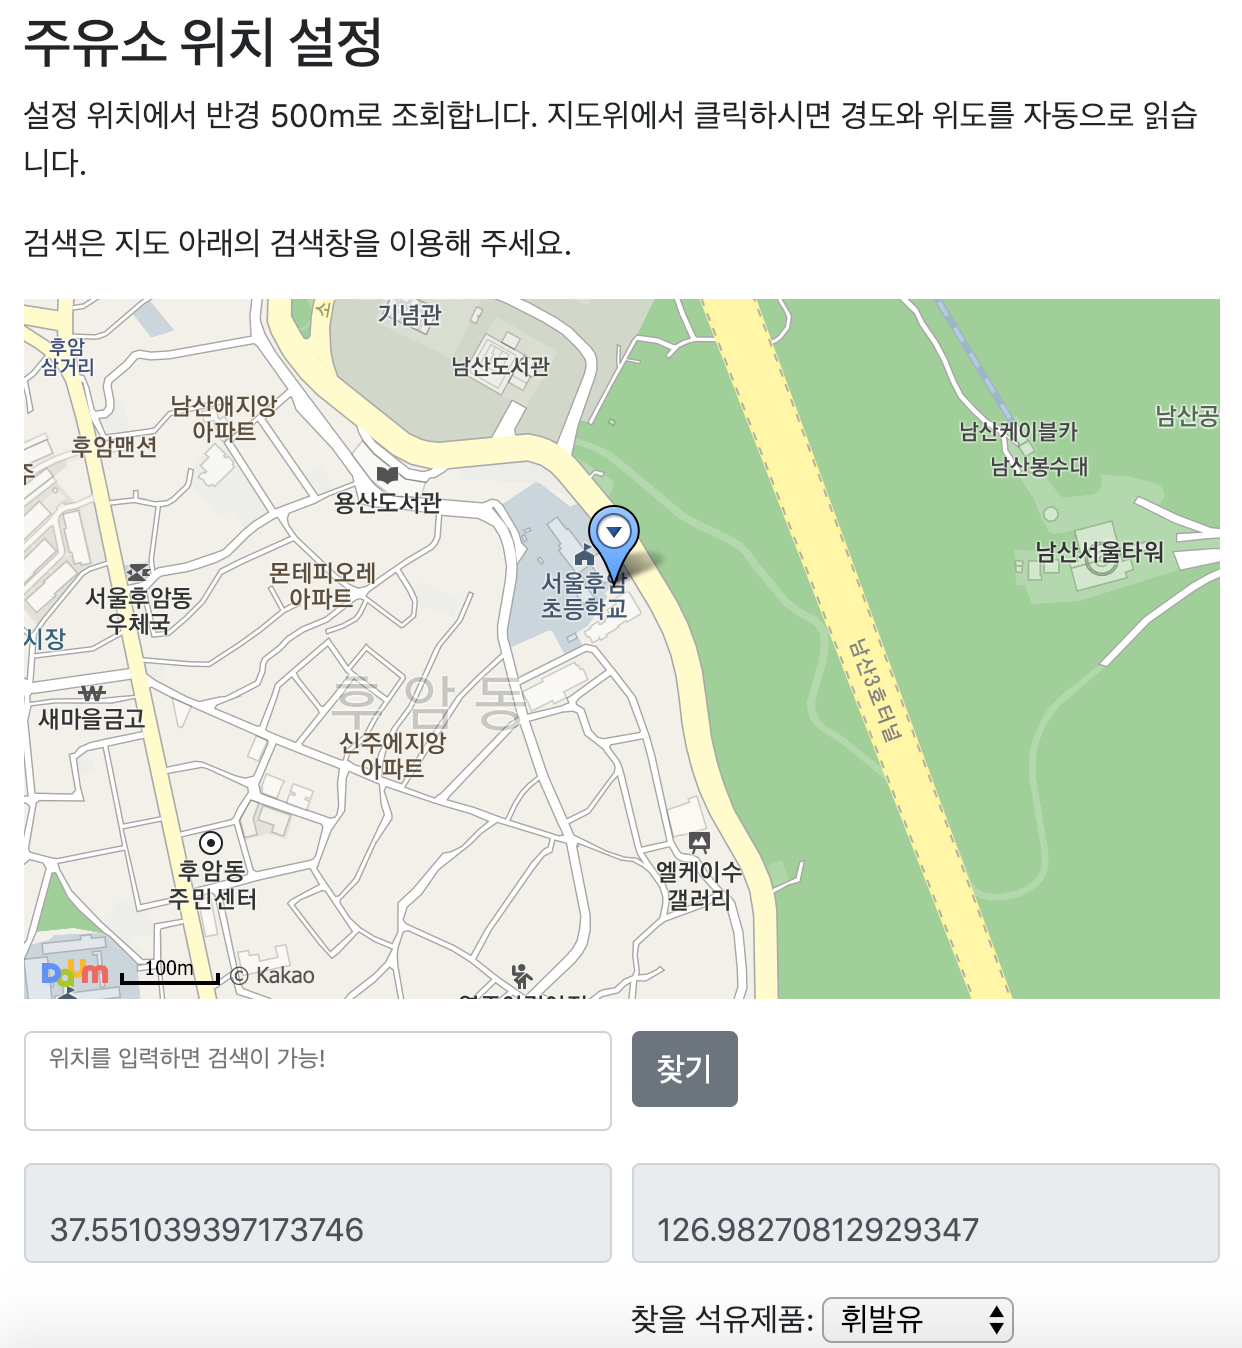 주유소 위치 설정
설정 위치에서 반경 500m로 조회합니다. 지도위에서 클릭하시면 경도와 위도를 자동으로 읽습
니다.
검색은 지도 아래의 검색창을 이용해 주세요.
기념관
후암
삼거리
남산도서관
남산애지앙
아파트
후암맨션
남산케이블카
남산공
남산봉수대
용산도서관
남산서울타워
서울후암동
우체국
몬테피오레
아파트
서울후암
초등학교
시장
새마을금고
후암동
신주에지앙
아파트
남산3호터널
후암동
주민센터
엘케이수
갤러리
Daum
100m
© Kakao
위치를 입력하면 검색이 가능!
찾기
37.551039397173746
126.98270812929347
찾을 석유제품: 휘발유